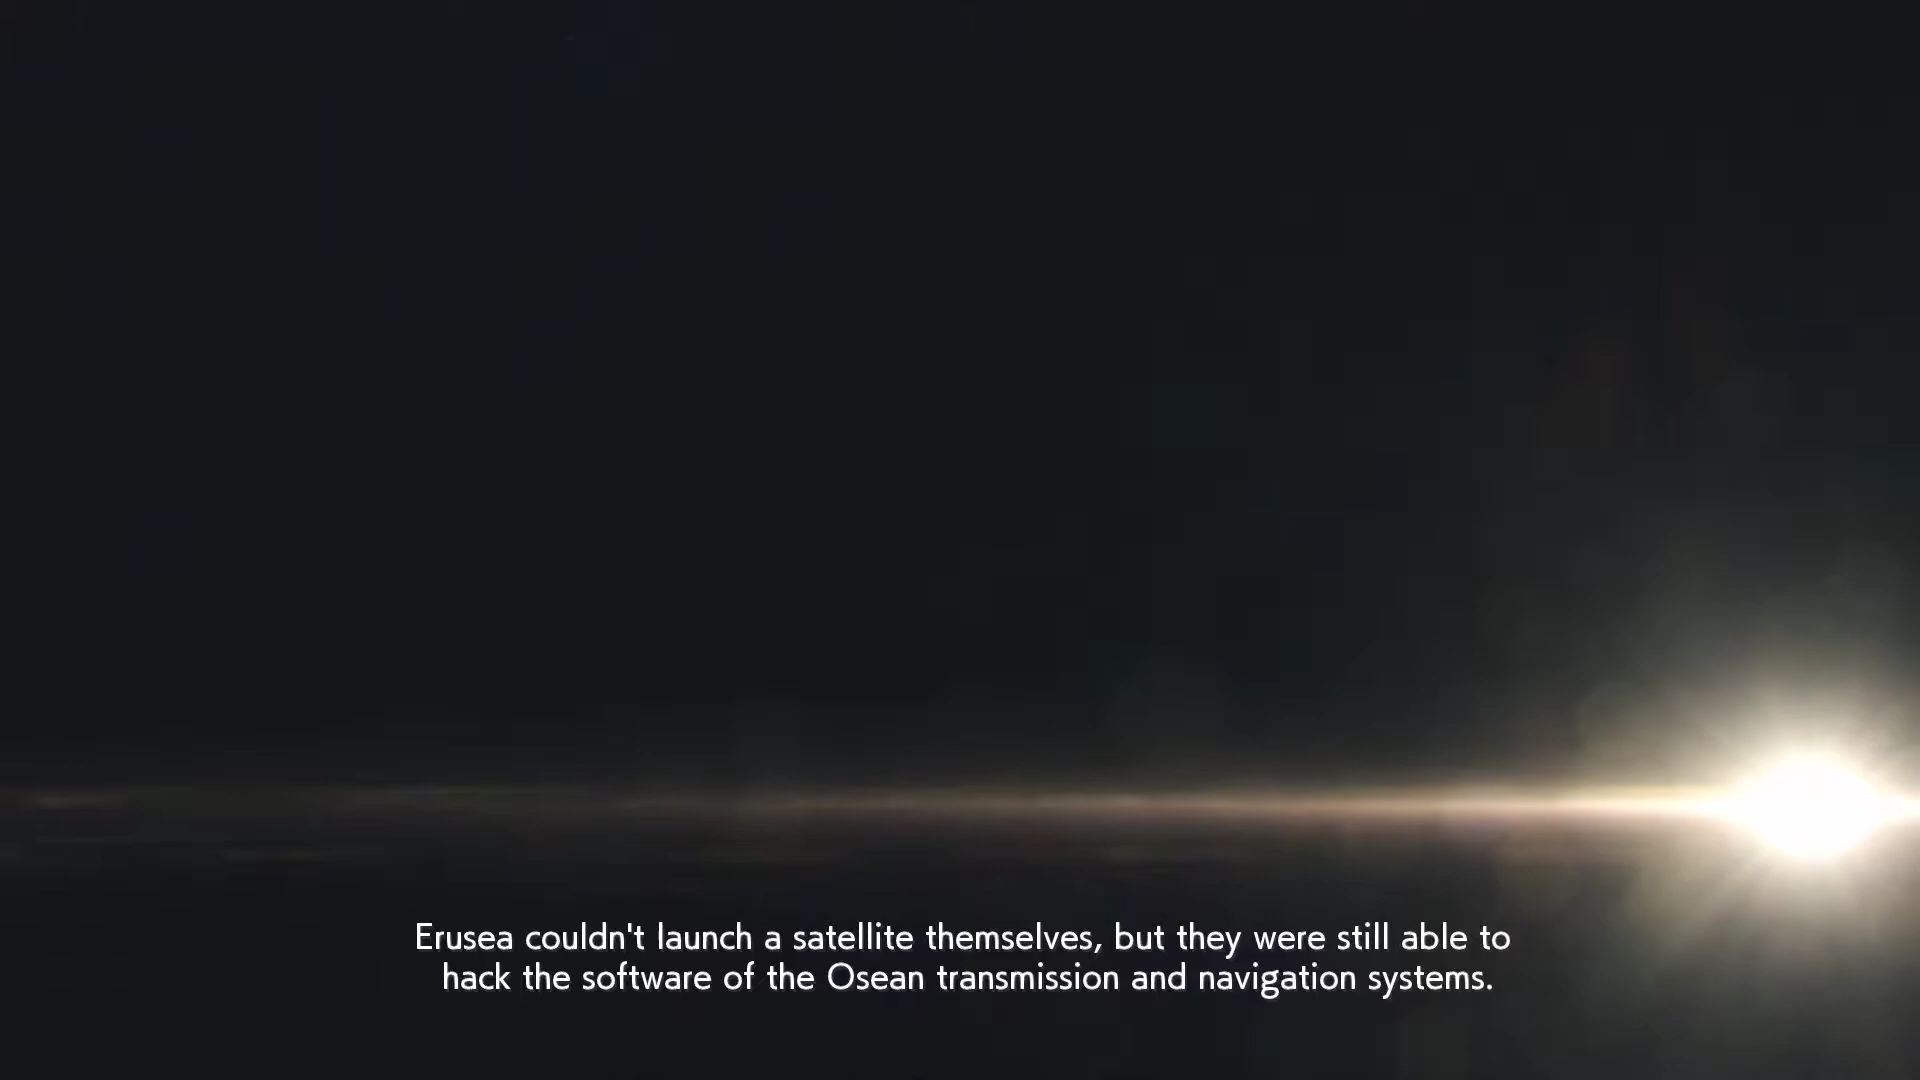 Erusea couldn't launch a satellite themselves, but they were still able to
hack the software of the Osean transmission and navigation systems.